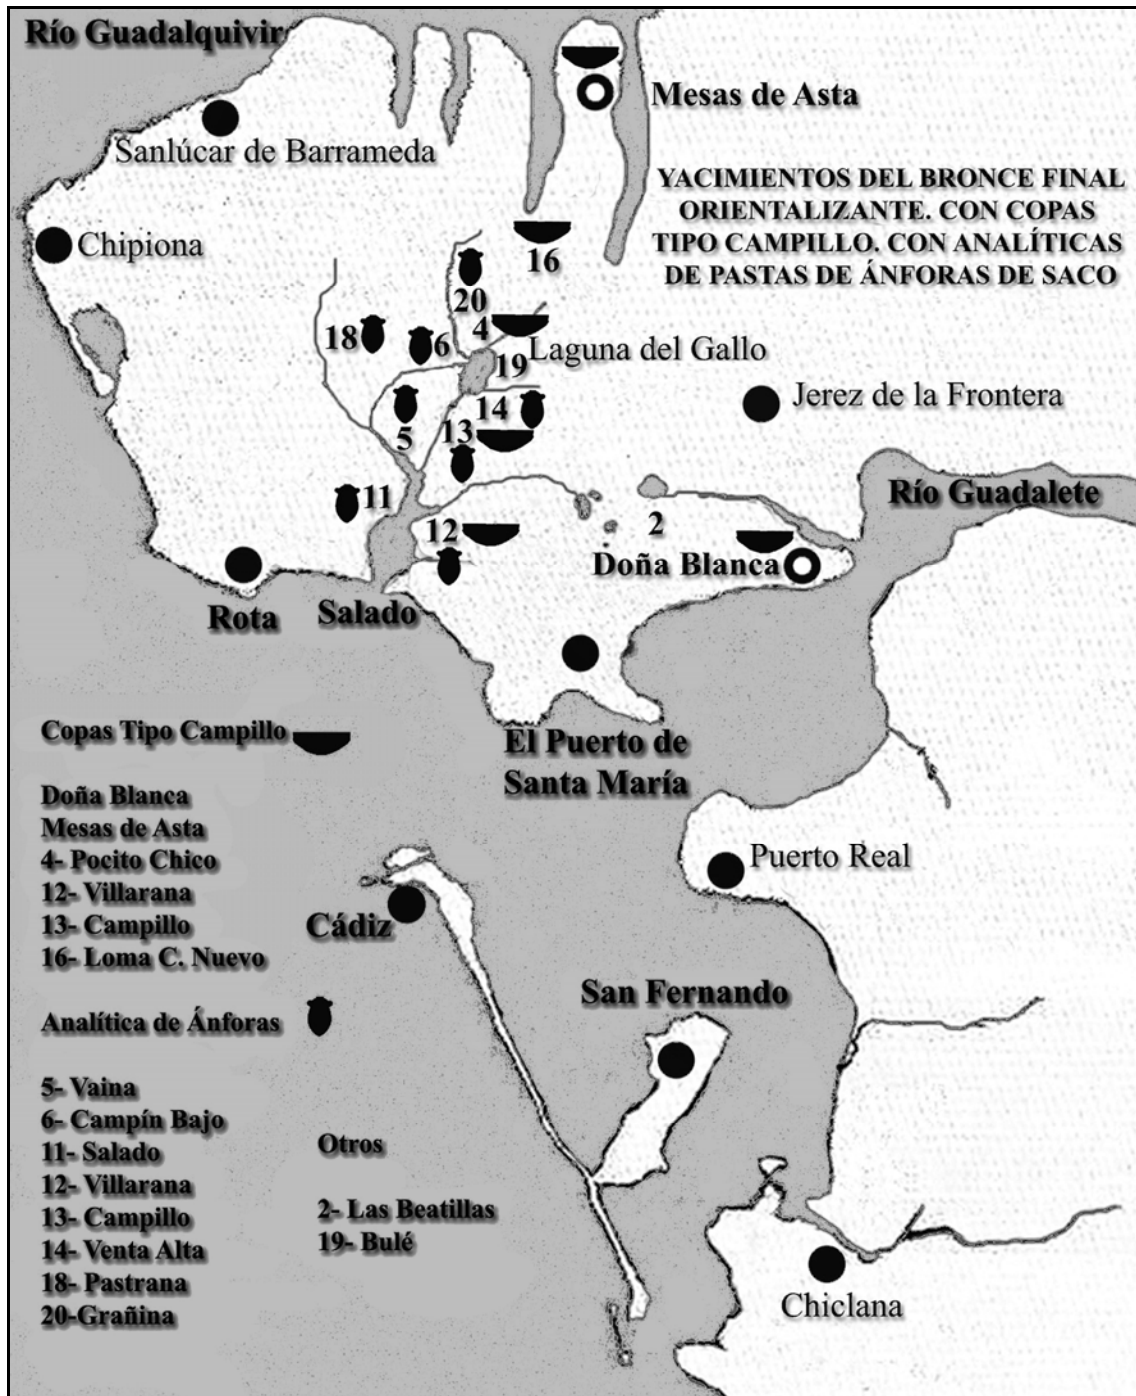 Río Guadalquivir
Mesas de Asta
Sanlúcar de Barrameda
YACIMIENTOS DEL BRONCE FINAL
ORIENTALIZANTE. CON COPAS
TIPO CAMPILLO. CON ANALÍTICAS
DE PASTAS DE ÁNFORAS DE SACO
Chipiona
16
20
4
18
6
Laguna del Gallo
19
14
Jerez de la Frontera
5
13
11
Río Guadalete
12
2
Doña Blanca
Rota
Salado
El Puerto de
Santa María
Copas Tipo Campillo
Doña Blanca
Mesas de Asta
4- Pocito Chico
12- Villarana
13- Campillo
16- Loma C. Nuevo
Puerto Real
Cádiz
San Fernando
Analítica de Ánforas
5- Vaina
6- Campín Bajo
11- Salado
12- Villarana
13- Campillo
14- Venta Alta
18- Pastrana
20-Grañina
Otros
2- Las Beatillas
19- Bulé
Chiclana